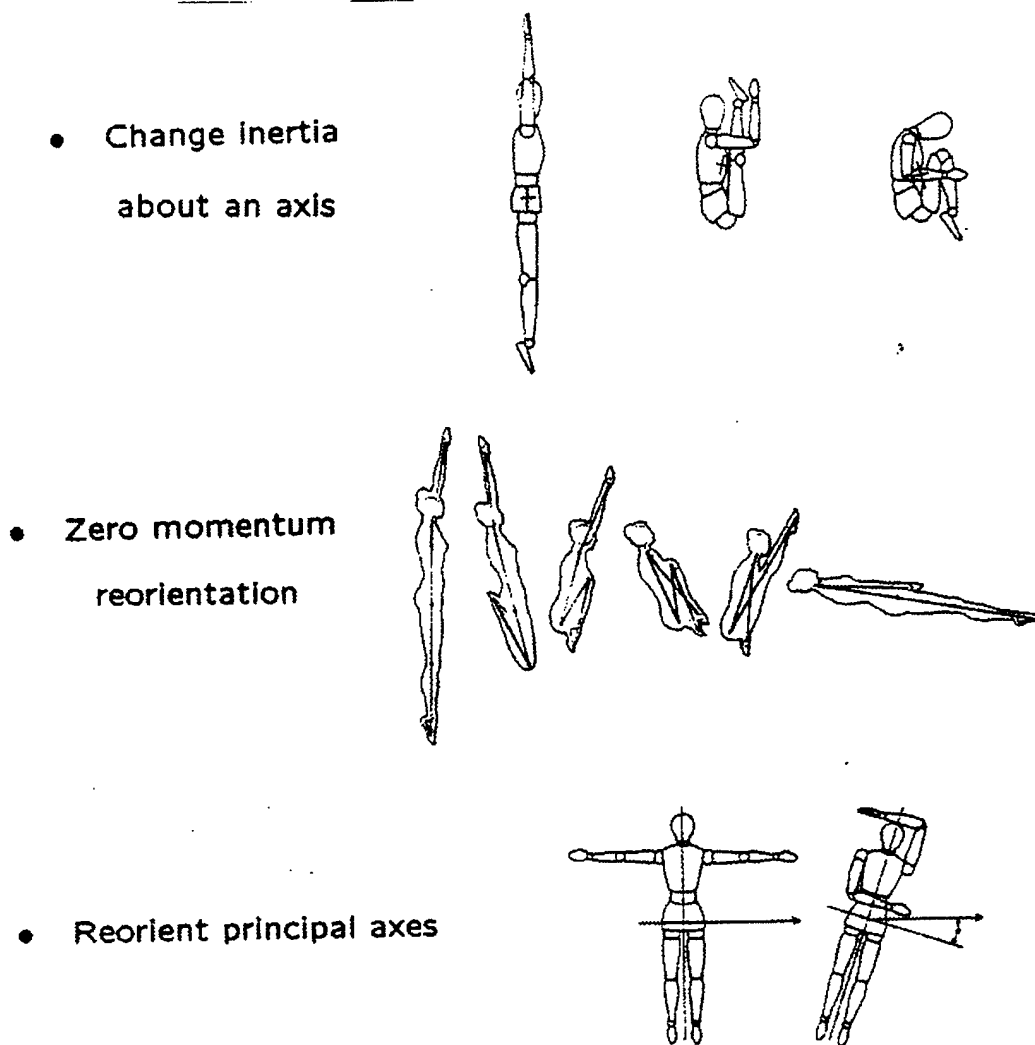 • Change inertia
about an axis
• Zero momentum
reorientation
• Reorient principal axes